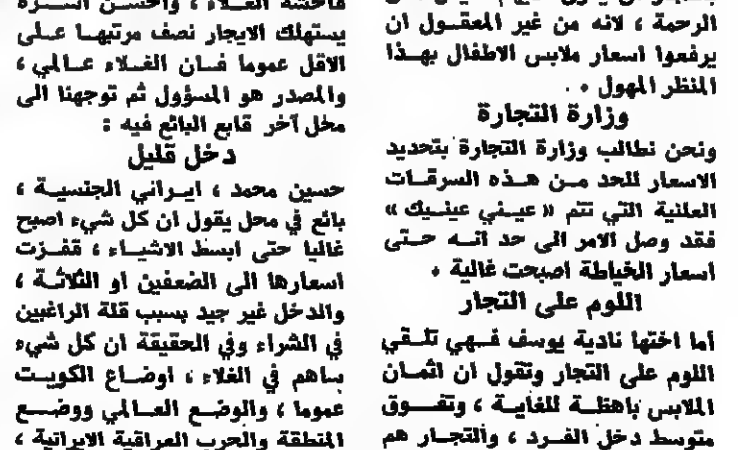 الرحمة ، لانه من غير المعقول ان
يرفعوا اسعار ملابس الاطفال بهذا
المنظر المهول .
وزارة التجارة
ونحن نطالب وزارة التجارة بتحديد
الاسعار للحد من هذه السرقات
العلنية التي تتم « عيني عينيك »
فقد وصل الامر الى حد انه حتى
اسعار الخياطة اصبحت غالية .
اللوم على التجار
أما اختها نادية يوسف فهي تلقي
اللوم على التجار وتقول ان اثمان
الملابس باهظة للغاية ، وتفوق
متوسط دخل الفرد ، والتجار هم
يستهلك الايجار نصف مرتبها على
الاقل عموما فان الغلاء عالمي ،
والمصدر هو المسؤول ثم توجهنا الى
محل آخر قابع البائع فيه :
دخل قليل
حسين محمد ، ايراني الجنسية ،
بائع في محل يقول ان كل شيء اصبح
غاليا حتى ابسط الاشياء ، قفزت
اسعارها الى الضعفين او الثلاثة ،
والدخل غير جيد بسبب قلة الراغبين
في الشراء وفي الحقيقة ان كل شيء
ساهم في الغلاء ، اوضاع الكويت
عموما ، والوضع العالمي ووضع
المنطقة والحرب العراقية الايرانية ،